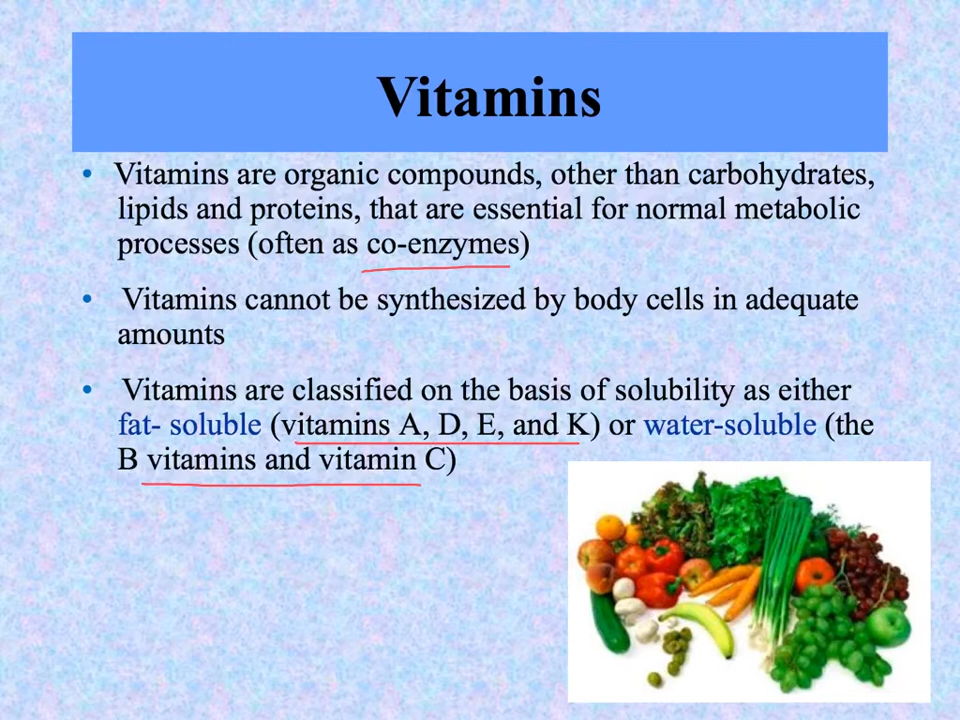 Vitamins
• Vitamins are organic compounds, other than carbohydrates,
lipids and proteins, that are essential for normal metabolic
processes (often as co-enzymes)
• Vitamins cannot be synthesized by body cells in adequate
amounts
• Vitamins are classified on the basis of solubility as either
fat- soluble (vitamins A, D, E, and K) or water-soluble (the
B vitamins and vitamin C)